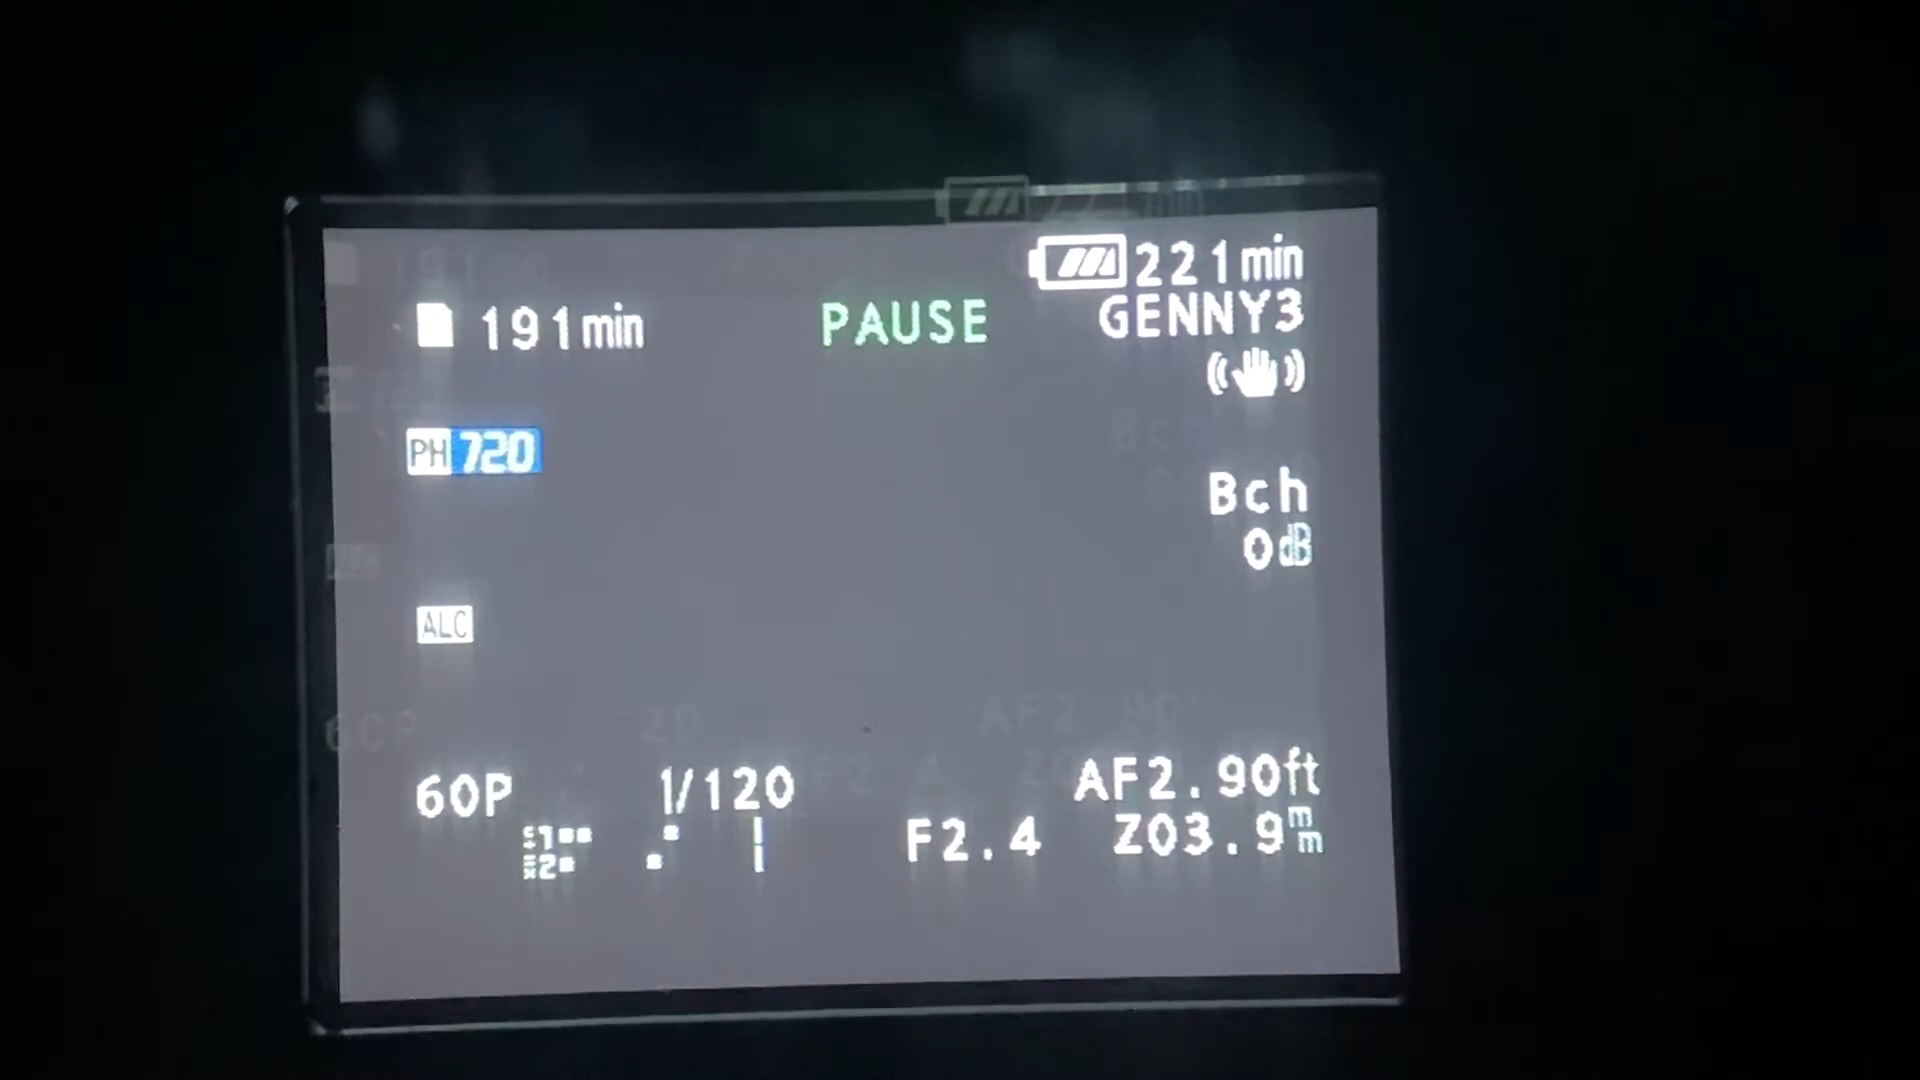 221min
191min PAUSE GENNY3
PH 720
Bch
0dB
ALC
60P 1/120 AF2.90ft
F2.4 Z03.9mm